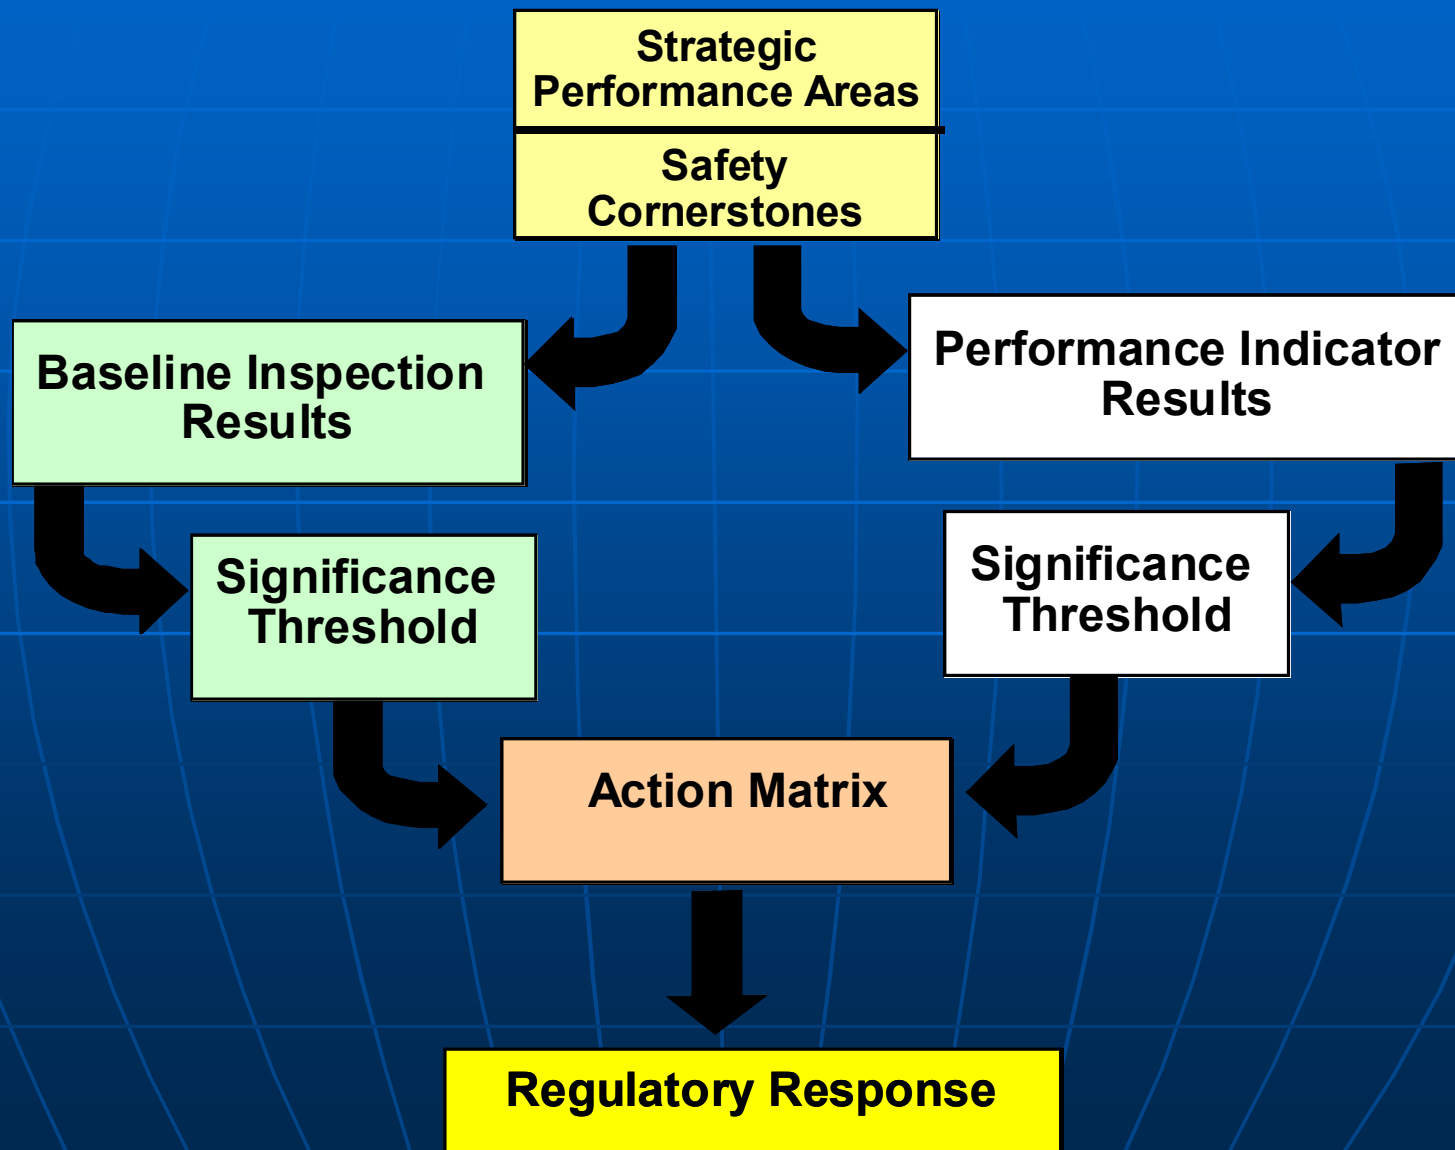 Strategic
Performance Areas
Safety
Cornerstones
Baseline Inspection
Results
Performance Indicator
Results
Significance
Threshold
Significance
Threshold
Action Matrix
Regulatory Response